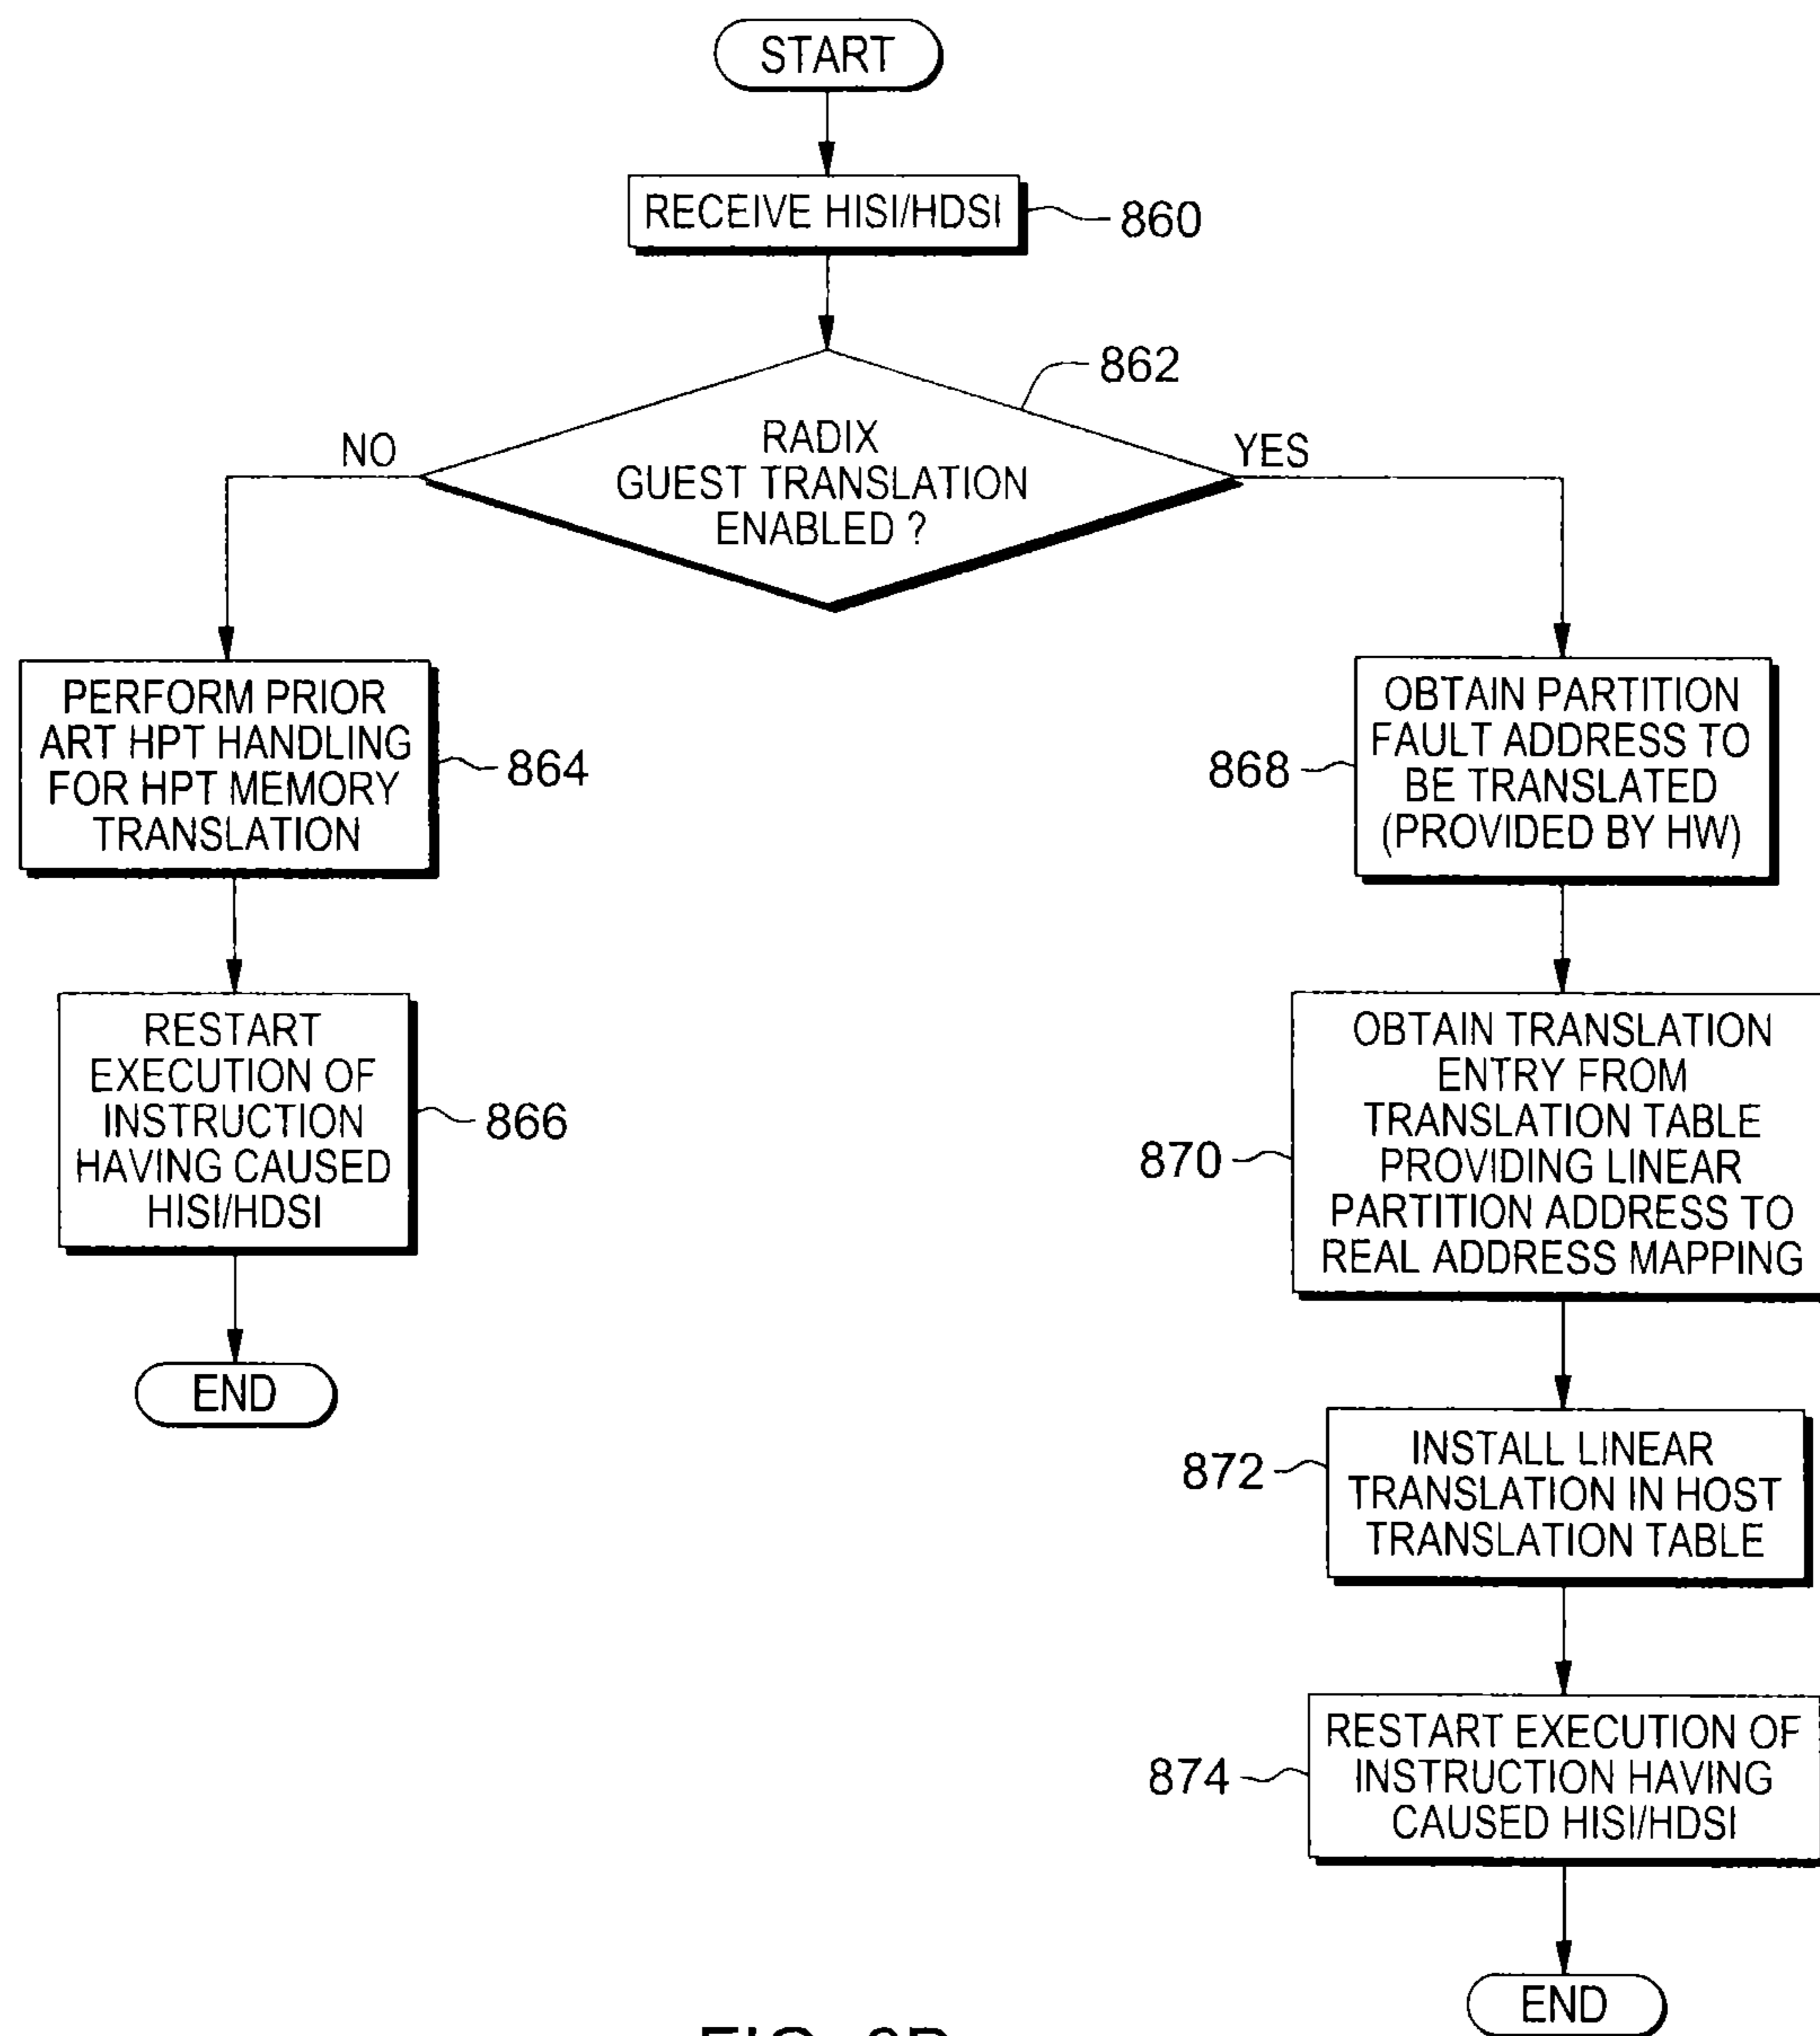 START
RECEIVE HISI/HDSI
860
862
RADIX
GUEST TRANSLATION
ENABLED ?
NO
YES
PERFORM PRIOR
ART HPT HANDLING
FOR HPT MEMORY
TRANSLATION
864
RESTART
EXECUTION OF
INSTRUCTION
HAVING CAUSED
HISI/HDSI
866
END
OBTAIN PARTITION
FAULT ADDRESS TO
BE TRANSLATED
(PROVIDED BY HW)
868
OBTAIN TRANSLATION
ENTRY FROM
TRANSLATION TABLE
PROVIDING LINEAR
PARTITION ADDRESS TO
REAL ADDRESS MAPPING
870
INSTALL LINEAR
TRANSLATION IN HOST
TRANSLATION TABLE
872
RESTART EXECUTION OF
INSTRUCTION HAVING
CAUSED HISI/HDSI
874
END
FIG.